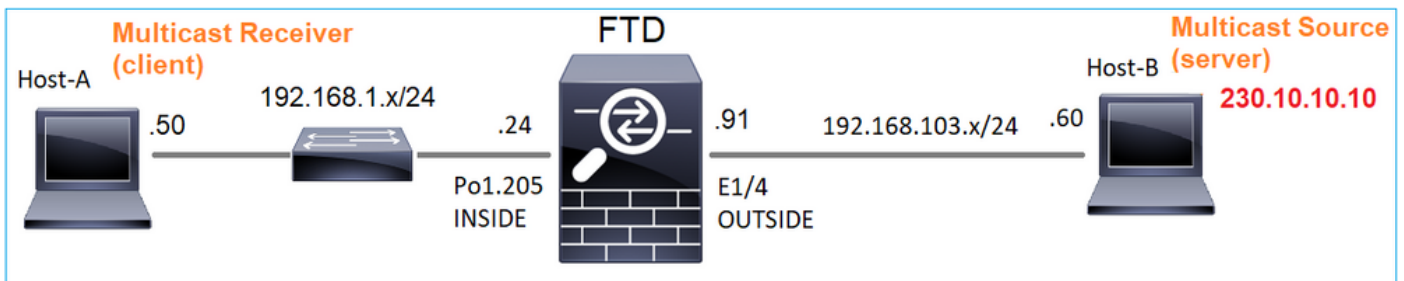 Multicast Receiver
(client)
FTD
Multicast Source
(server)
Host-A
Host-B
230.10.10.10
192.168.1.x/24
.50
.24
.91
192.168.103.x/24
.60
Po1.205
INSIDE
E1/4
OUTSIDE